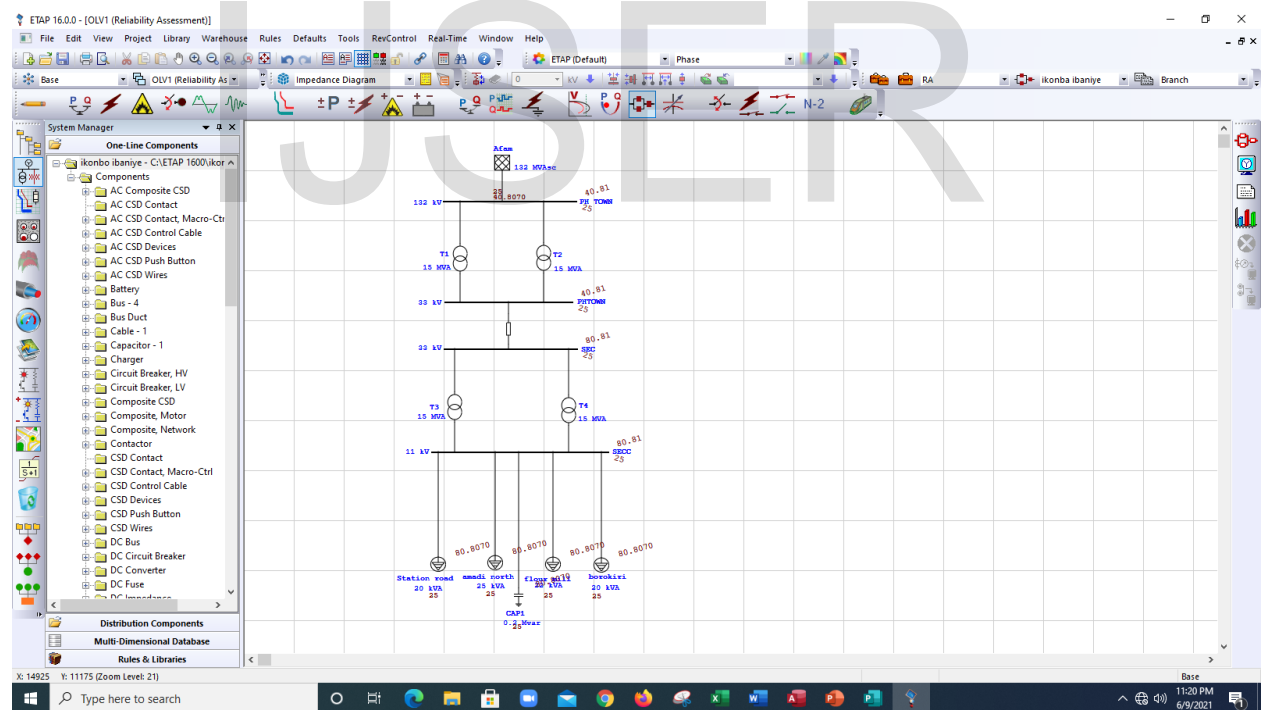 IJSER
ETAP 16.0.0 - [OLV1 (Reliability Assessment)]
File Edit View Project Library Warehouse Rules Defaults Tools RevControl Real-Time Window Help
ETAP (Default) Phase
Base OLV1 (Reliability As Impedance Diagram 0 kV RA ikonba ibaniye Branch
N-2
System Manager
One-Line Components
ikonbo ibaniye - C:\ETAP 1600\ikor
Components
AC Composite CSD
AC CSD Contact
AC CSD Contact, Macro-Ctr
AC CSD Control Cable
AC CSD Devices
AC CSD Push Button
AC CSD Wires
Battery
Bus - 4
Bus Duct
Cable - 1
Capacitor - 1
Charger
Circuit Breaker, HV
Circuit Breaker, LV
Composite CSD
Composite, Motor
Composite, Network
Contactor
CSD Contact
CSD Contact, Macro-Ctrl
CSD Control Cable
CSD Devices
CSD Push Button
CSD Wires
DC Bus
DC Circuit Breaker
DC Converter
DC Fuse
DC Impedance
Distribution Components
Multi-Dimensional Database
Rules & Libraries
Afam
132 MVAsc
25
40.8070
40.81
132 kV PH TOWN
25
T1 T2
15 MVA 15 MVA
40.81
33 kV PHTOWN
25
80.81
33 kV SEC
25
T3 T4
15 MVA 15 MVA
80.81
11 kV SECC
25
80.8070 80.8070 80.8070 80.8070
Station road amadi north flour mill borokiri
20 kVA 25 kVA 20 kVA 20 kVA
25 25 25 25
CAP1
0.2 Mvar
25
X: 14925 Y: 11175 (Zoom Level: 21) Base
Type here to search
11:20 PM
6/9/2021